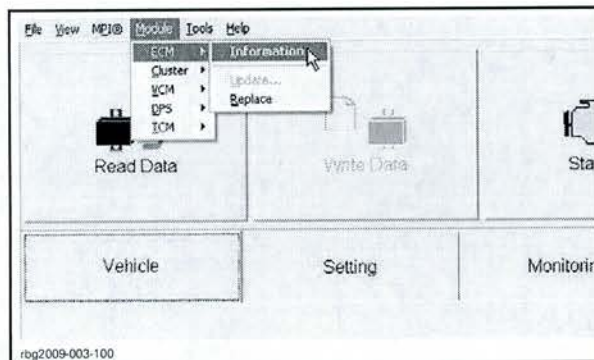 File View MPI® Module Tools Help
ECM Information
Cluster Update...
VCM Replace
DPS
TCM
Read Data Write Data Sta
Vehicle Setting Monitorin
rbg2009-003-100